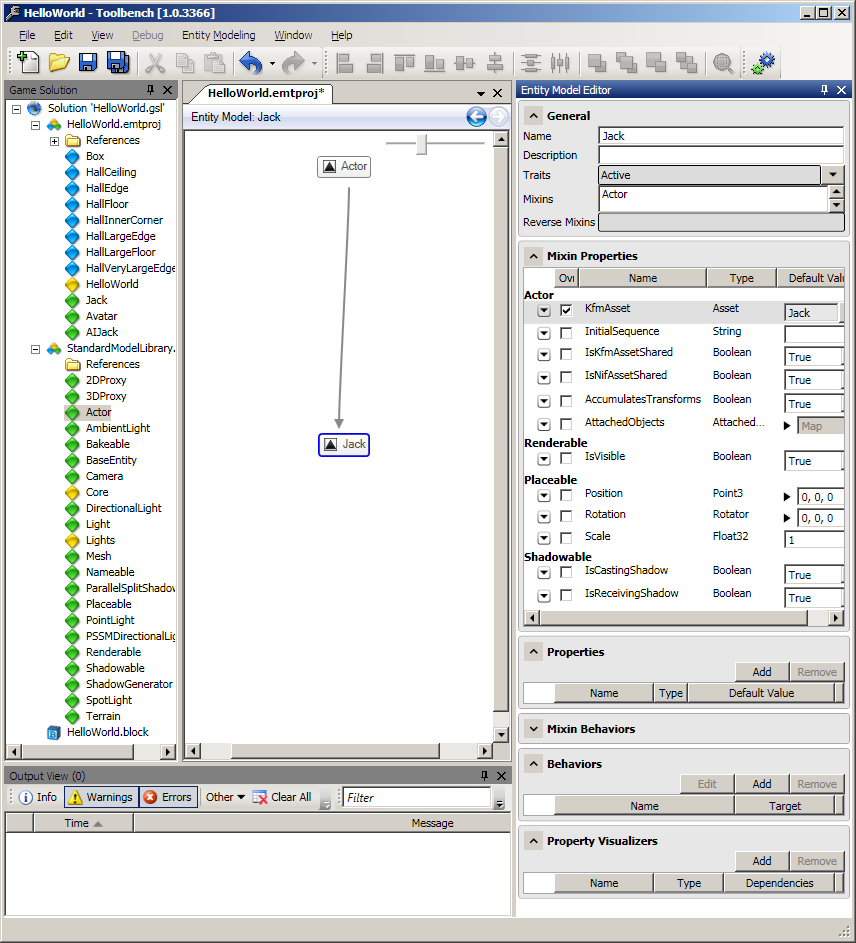 HelloWorld - Toolbench [1.0.3366]
File Edit View Debug Entity Modeling Window Help
Game Solution
Solution 'HelloWorld.gsl'
HelloWorld.emtproj
References
Box
HallCeiling
HallEdge
HallFloor
HallInnerCorner
HallLargeEdge
HallLargeFloor
HallVeryLargeEdge
HelloWorld
Jack
Avatar
AIJack
StandardModelLibrary.
References
2DProxy
3DProxy
Actor
AmbientLight
Bakeable
BaseEntity
Camera
Core
DirectionalLight
Light
Lights
Mesh
Nameable
ParallelSplitShadow
Placeable
PointLight
PSSMDirectionalLig
Renderable
Shadowable
ShadowGenerator
SpotLight
Terrain
HelloWorld.block
HelloWorld.emtproj*
Entity Model: Jack
Actor
Jack
Entity Model Editor
General
Name Jack
Description
Traits Active
Mixins Actor
Reverse Mixins
Mixin Properties
Ovr Name Type Default Valu
Actor
KfmAsset Asset Jack
InitialSequence String
IsKfmAssetShared Boolean True
IsNifAssetShared Boolean True
AccumulatesTransforms Boolean True
AttachedObjects Attached... Map
Renderable
IsVisible Boolean True
Placeable
Position Point3 0, 0, 0
Rotation Rotator 0, 0, 0
Scale Float32 1
Shadowable
IsCastingShadow Boolean True
IsReceivingShadow Boolean True
Properties
Add Remove
Name Type Default Value
Mixin Behaviors
Behaviors
Edit Add Remove
Name Target
Property Visualizers
Add Remove
Name Type Dependencies
Output View (0)
Info Warnings Errors Other Clear All Filter
Time Message